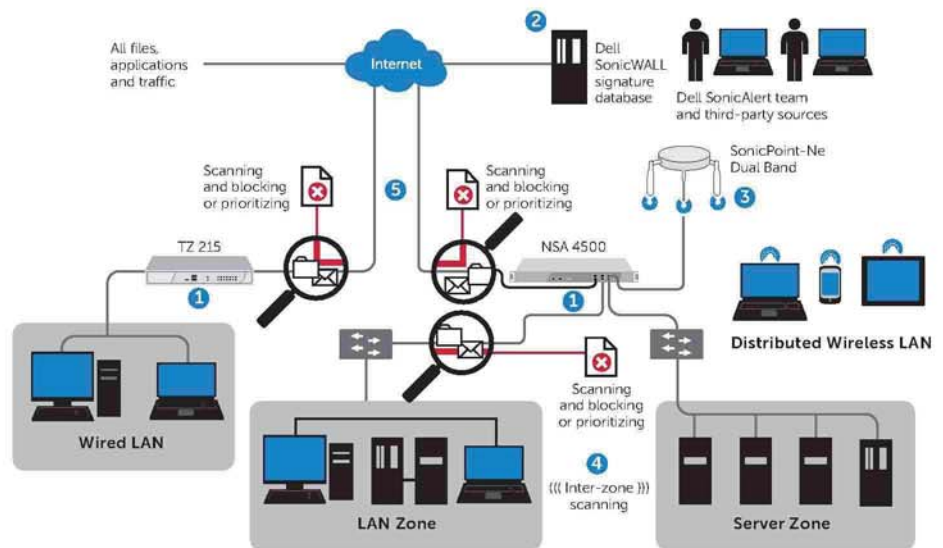 All files,
applications
and traffic
Internet
2
Dell
SonicWALL
signature
database
Dell SonicAlert team
and third-party sources
SonicPoint-Ne
Dual Band
3
Scanning
and blocking
or prioritizing
5
Scanning
and blocking
or prioritizing
TZ 215
1
NSA 4500
1
Distributed Wireless LAN
Wired LAN
Scanning
and blocking
or prioritizing
4
((( Inter-zone )))
scanning
LAN Zone
Server Zone